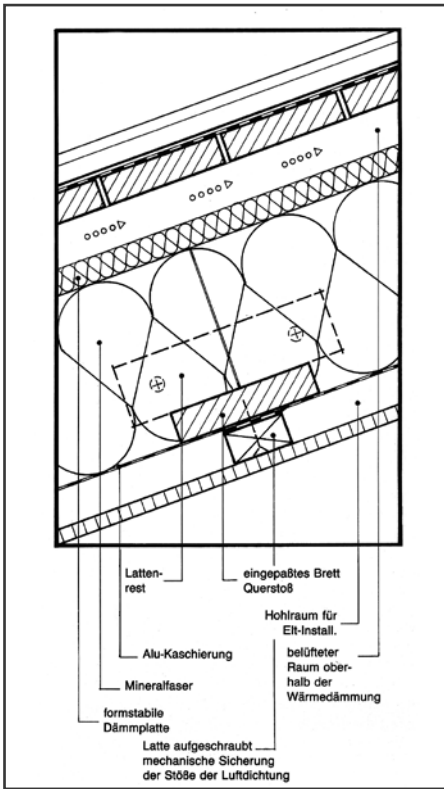 Latten-
rest
eingepaßtes Brett
Querstoß
Hohlraum für
Elt-Install.
Alu-Kaschierung
belüfteter
Raum ober-
halb der
Wärmedämmung
Mineralfaser
formstabile
Dämmplatte
Latte aufgeschraubt
mechanische Sicherung
der Stöße der Luftdichtung